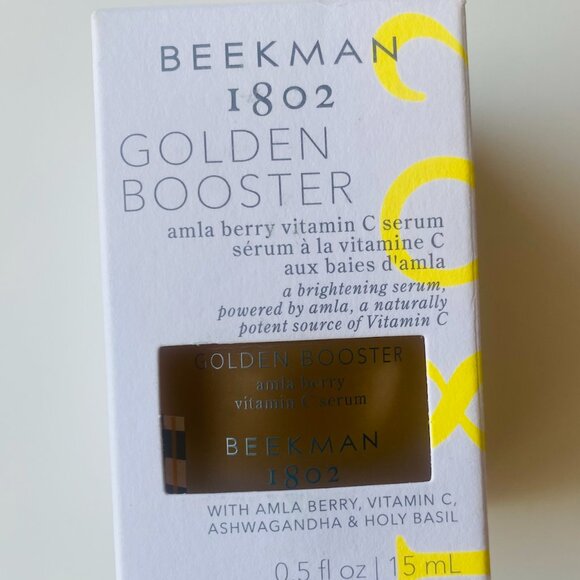 BEEKMAN
1802
GOLDEN
BOOSTER
amla berry vitamin C serum
sérum à la vitamine C
aux baies d'amla
a brightening serum,
powered by amla, a naturally
potent source of Vitamin C
GOLDEN BOOSTER
amla berry
vitamin C serum
BEEKMAN
1802
WITH AMLA BERRY, VITAMIN C,
ASHWAGANDHA & HOLY BASIL
0.5 fl oz | 15 mL